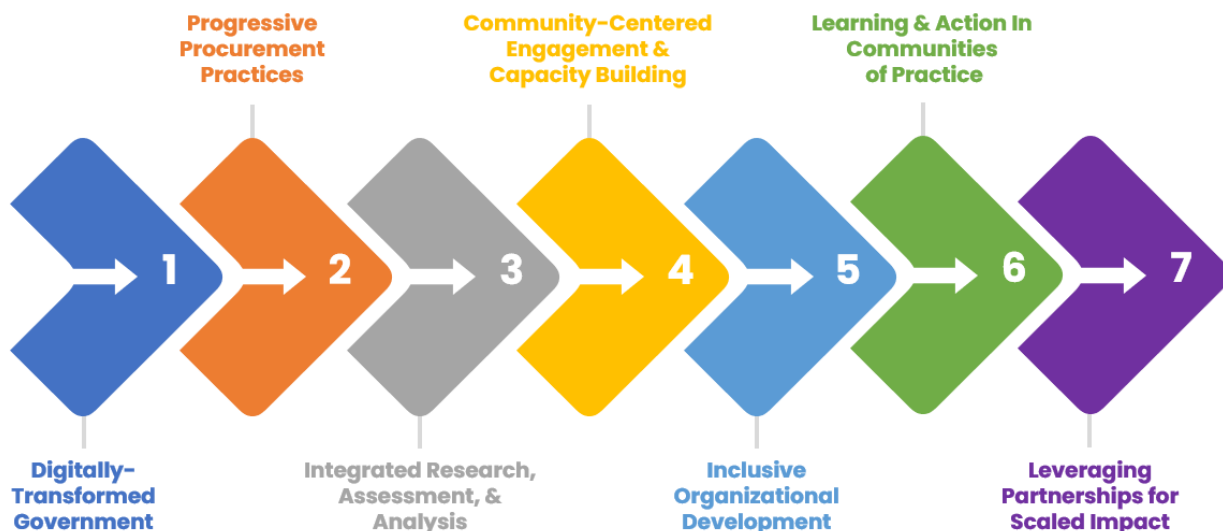 Progressive
Procurement
Practices
Community-Centered
Engagement &
Capacity Building
Learning & Action In
Communities
of Practice
1
2
3
4
5
6
7
Digitally-
Transformed
Government
Integrated Research,
Assessment, &
Analysis
Inclusive
Organizational
Development
Leveraging
Partnerships for
Scaled Impact